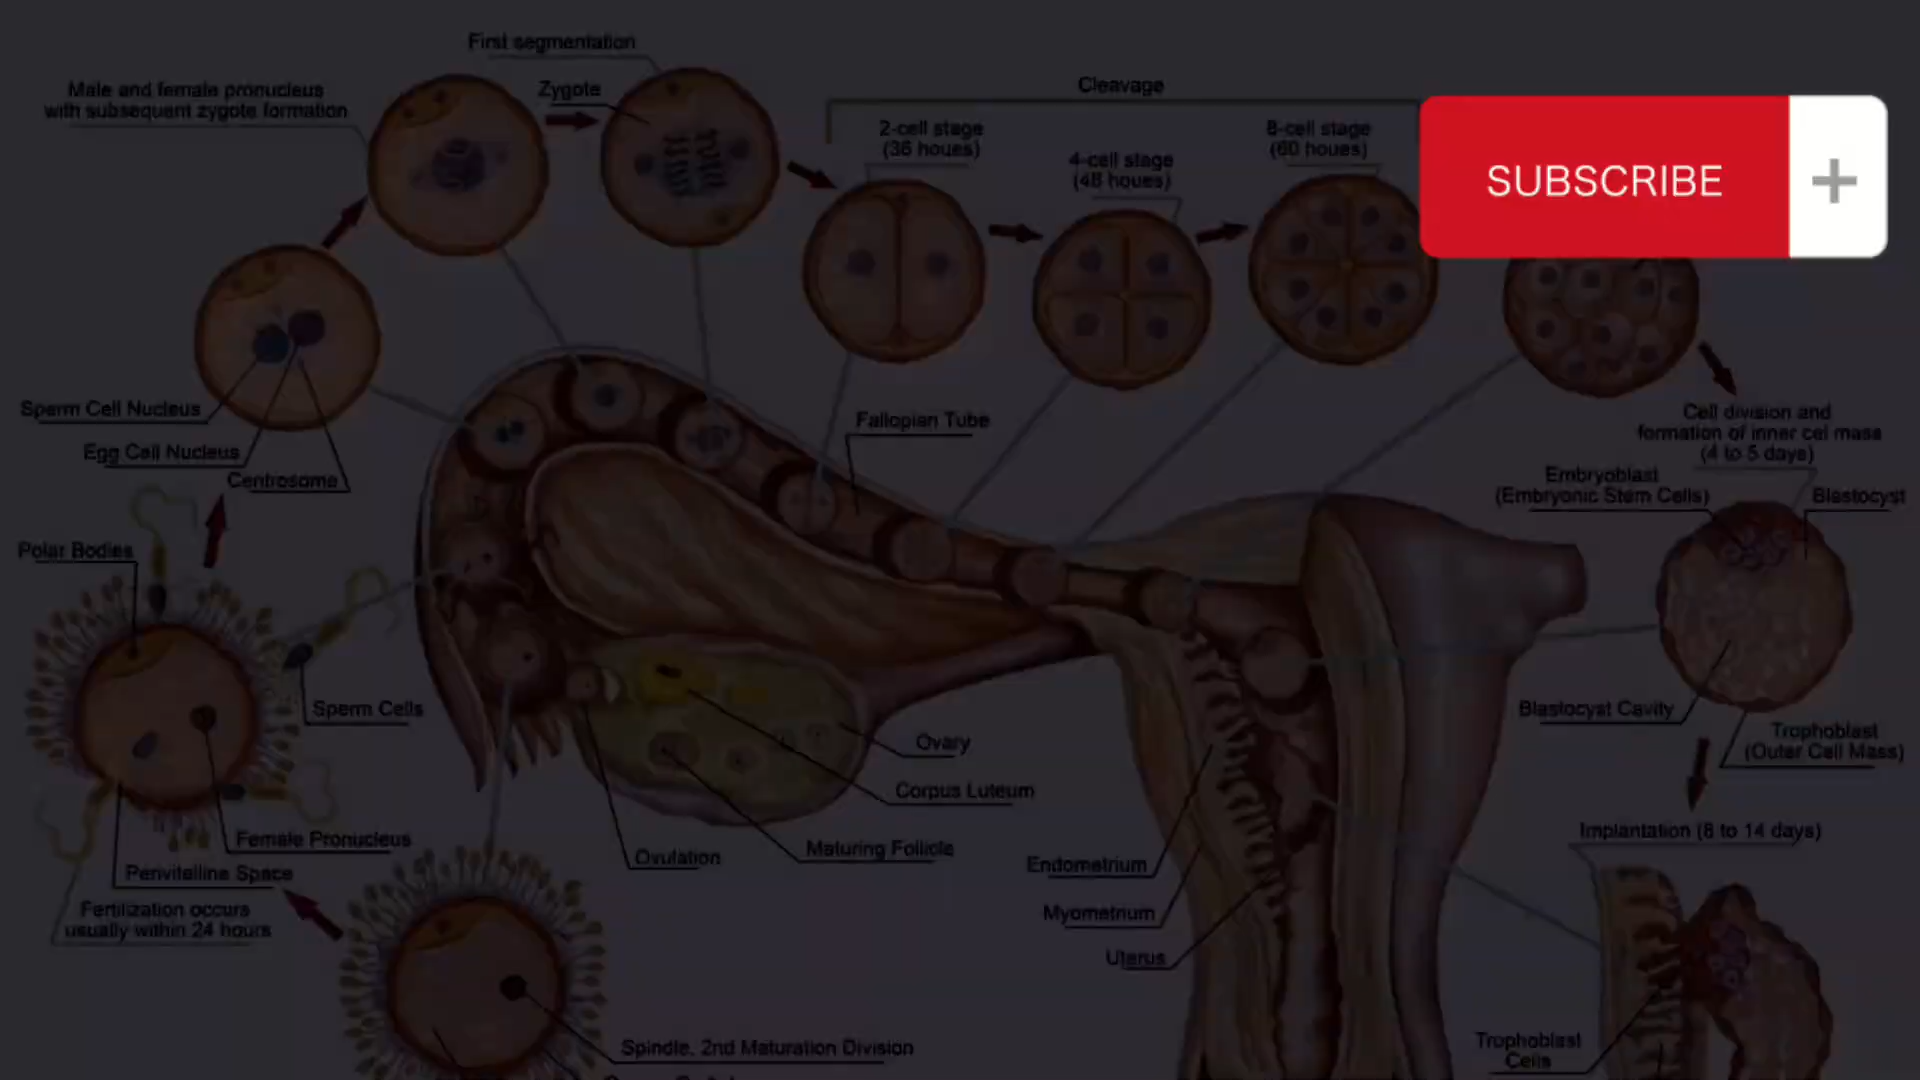 First segmentation
Male and female pronucleus
with subsequent zygote formation
Zygote
Cleavage
2-cell stage
(36 houes)
4-cell stage
(48 houes)
8-cell stage
(60 houes)
SUBSCRIBE
Sperm Cell Nucleus
Egg Cell Nucleus
Centrosome
Fallopian Tube
Cell division and
formation of inner cel mass
(4 to 5 days)
Embryoblast
(Embryonic Stem Cells)
Blastocyst
Polar Bodies
Sperm Cells
Blastocyst Cavity
Trophoblast
(Outer Cell Mass)
Ovary
Corpus Luteum
Maturing Follicle
Ovulation
Female Pronucleus
Perivitelline Space
Fertilization occurs
usually within 24 hours
Endometrium
Myometrium
Uterus
Implantation (8 to 14 days)
Spindle, 2nd Maturation Division
Trophoblast
Cells